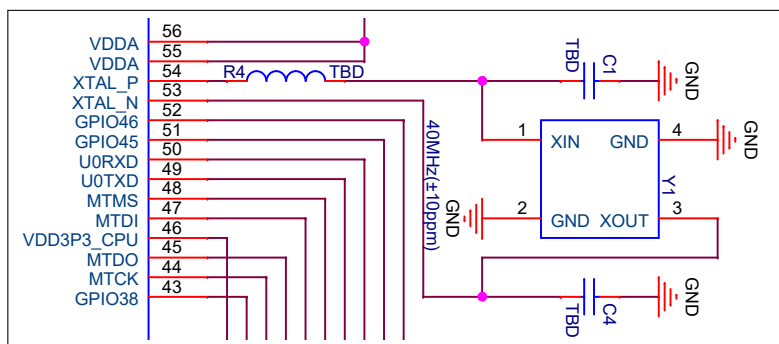 56
VDDA
55
VDDA
54
XTAL_P
R4
TBD
53
XTAL_N
52
GPIO46
51
GPIO45
50
U0RXD
49
U0TXD
48
MTMS
47
MTDI
46
VDD3P3_CPU
45
MTDO
44
MTCK
43
GPIO38
TBD
C1
GND
40MHz(±10ppm)
1
XIN
GND
4
GND
Y1
GND
2
GND
XOUT
3
TBD
C4
GND